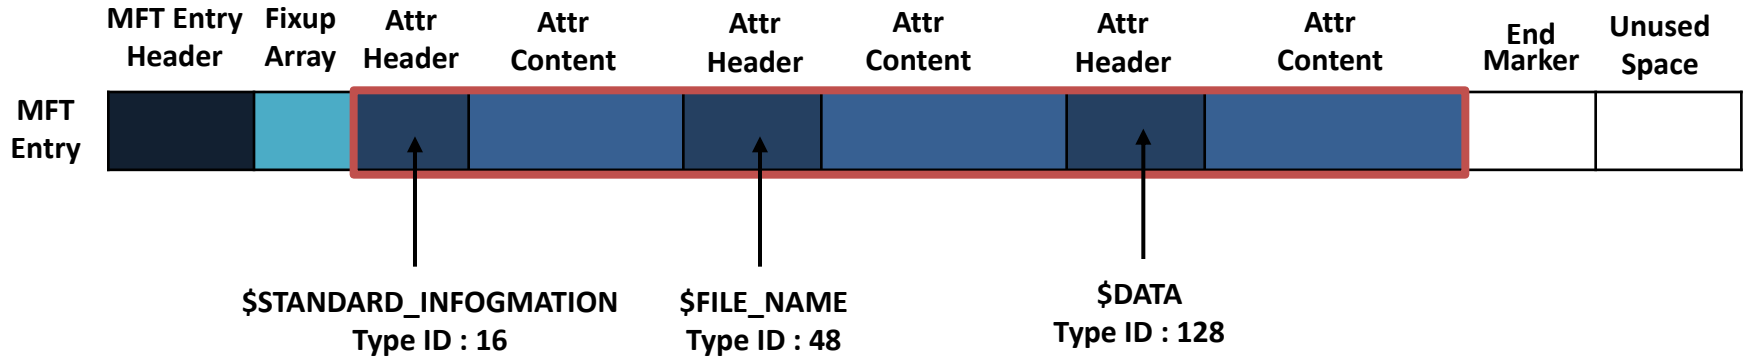 MFT Entry
Header
Fixup
Array
Attr
Header
Attr
Content
Attr
Header
Attr
Content
Attr
Header
Attr
Content
End
Marker
Unused
Space
MFT
Entry
$STANDARD_INFOGMATION
Type ID : 16
$FILE_NAME
Type ID : 48
$DATA
Type ID : 128